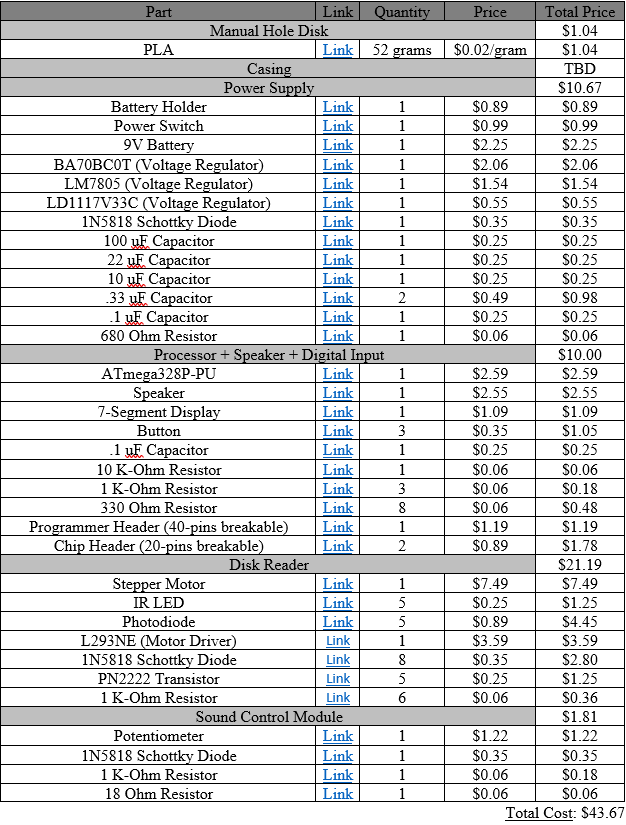 Part Link Quantity Price Total Price
Manual Hole Disk $1.04
PLA Link 52 grams $0.02/gram $1.04
Casing TBD
Power Supply $10.67
Battery Holder Link 1 $0.89 $0.89
Power Switch Link 1 $0.99 $0.99
9V Battery Link 1 $2.25 $2.25
BA70BC0T (Voltage Regulator) Link 1 $2.06 $2.06
LM7805 (Voltage Regulator) Link 1 $1.54 $1.54
LD1117V33C (Voltage Regulator) Link 1 $0.55 $0.55
1N5818 Schottky Diode Link 1 $0.35 $0.35
100 uF Capacitor Link 1 $0.25 $0.25
22 uF Capacitor Link 1 $0.25 $0.25
10 uF Capacitor Link 1 $0.25 $0.25
.33 uF Capacitor Link 2 $0.49 $0.98
.1 uF Capacitor Link 1 $0.25 $0.25
680 Ohm Resistor Link 1 $0.06 $0.06
Processor + Speaker + Digital Input $10.00
ATmega328P-PU Link 1 $2.59 $2.59
Speaker Link 1 $2.55 $2.55
7-Segment Display Link 1 $1.09 $1.09
Button Link 3 $0.35 $1.05
.1 uF Capacitor Link 1 $0.25 $0.25
10 K-Ohm Resistor Link 1 $0.06 $0.06
1 K-Ohm Resistor Link 3 $0.06 $0.18
330 Ohm Resistor Link 8 $0.06 $0.48
Programmer Header (40-pins breakable) Link 1 $1.19 $1.19
Chip Header (20-pins breakable) Link 2 $0.89 $1.78
Disk Reader $21.19
Stepper Motor Link 1 $7.49 $7.49
IR LED Link 5 $0.25 $1.25
Photodiode Link 5 $0.89 $4.45
L293NE (Motor Driver) Link 1 $3.59 $3.59
1N5818 Schottky Diode Link 8 $0.35 $2.80
PN2222 Transistor Link 5 $0.25 $1.25
1 K-Ohm Resistor Link 6 $0.06 $0.36
Sound Control Module $1.81
Potentiometer Link 1 $1.22 $1.22
1N5818 Schottky Diode Link 1 $0.35 $0.35
1 K-Ohm Resistor Link 1 $0.06 $0.18
18 Ohm Resistor Link 1 $0.06 $0.06
Total Cost: $43.67